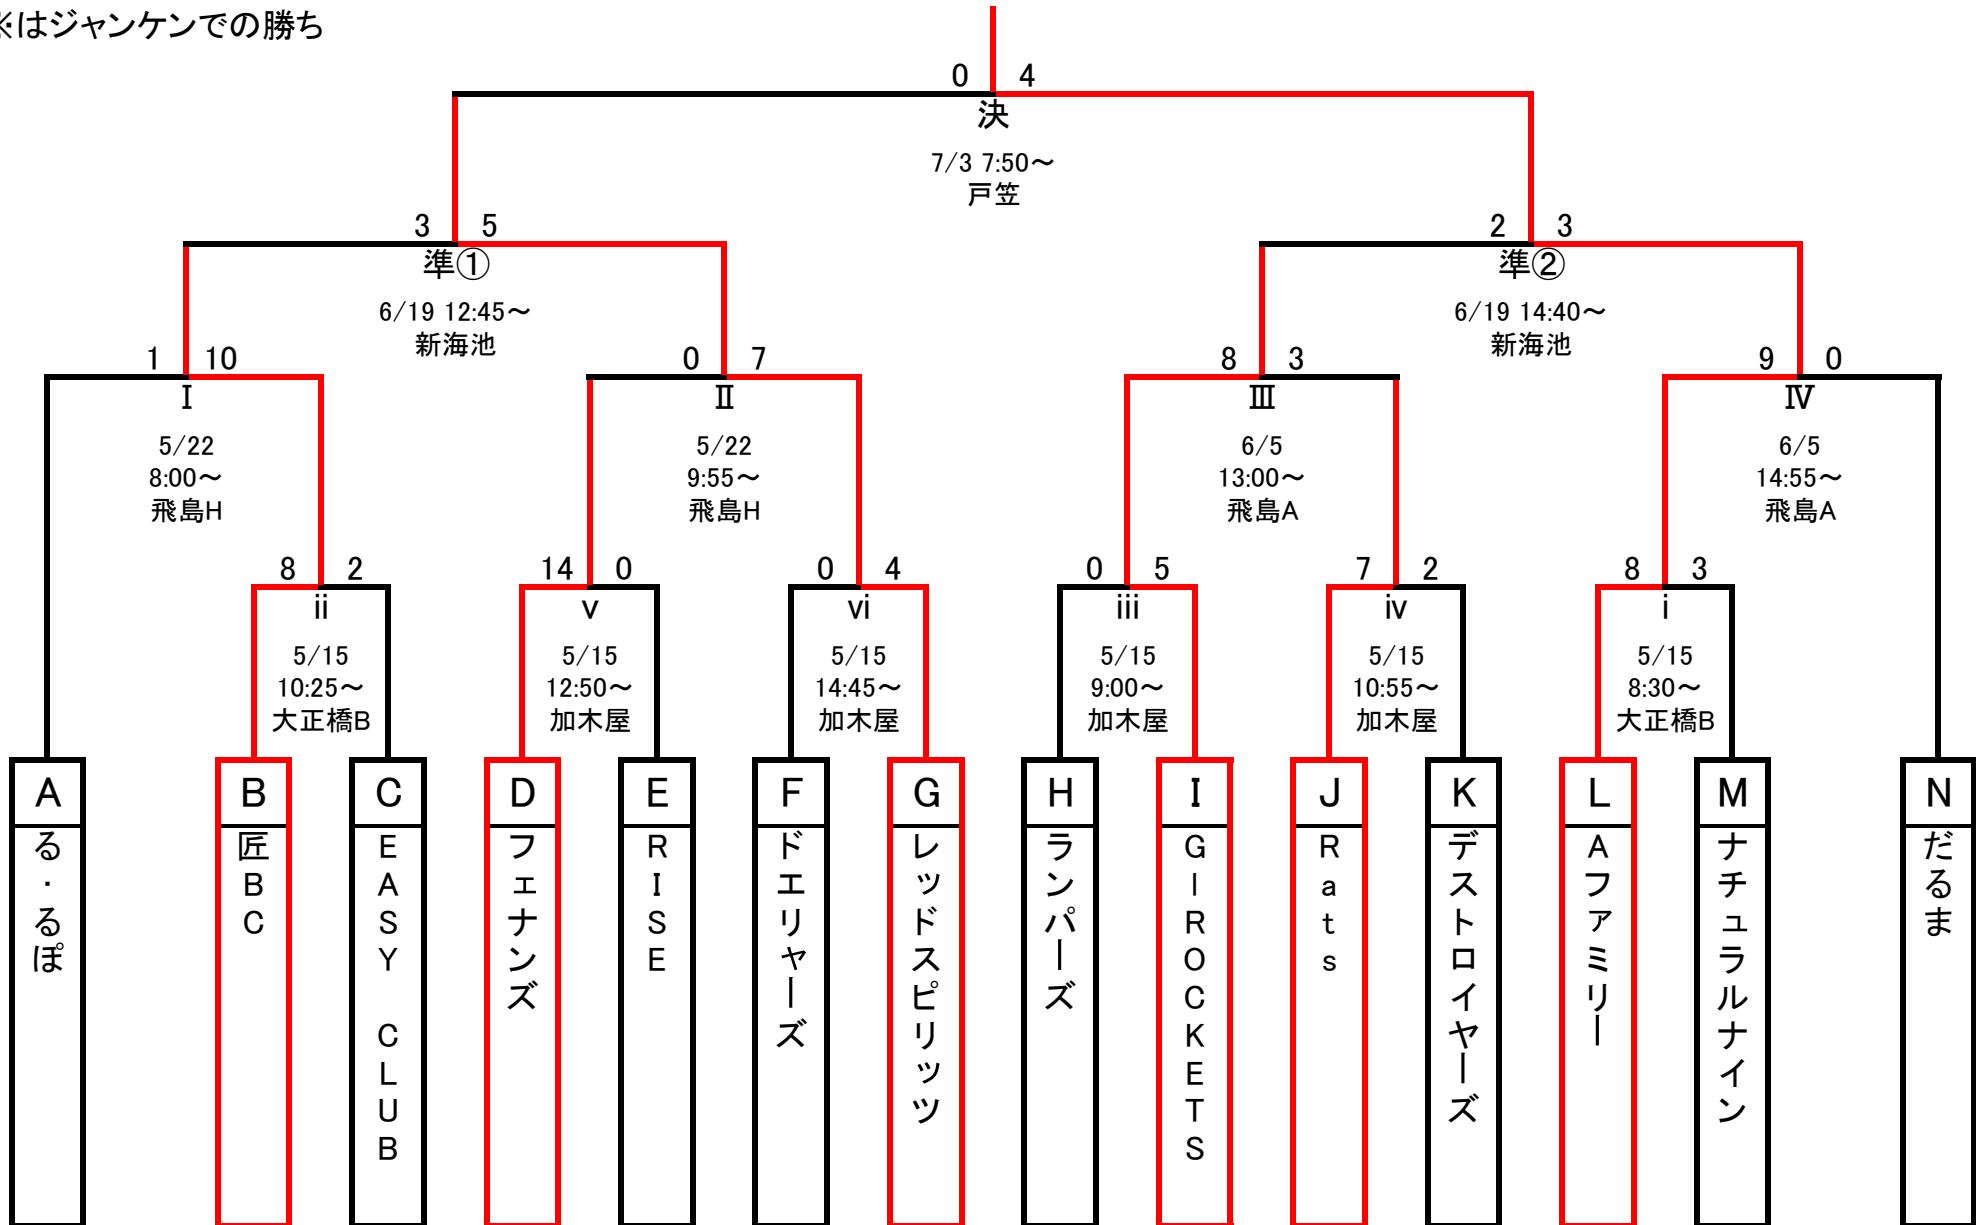 ※はジャンケンでの勝ち
0 4
決
7/3 7:50～
戸笠
3 5
準①
6/19 12:45～
新海池
2 3
準②
6/19 14:40～
新海池
1 10
Ⅰ
5/22
8:00～
飛島H
0 7
Ⅱ
5/22
9:55～
飛島H
8 3
Ⅲ
6/5
13:00～
飛島A
9 0
Ⅳ
6/5
14:55～
飛島A
8 2
ii
5/15
10:25～
大正橋B
14 0
v
5/15
12:50～
加木屋
0 4
vi
5/15
14:45～
加木屋
0 5
iii
5/15
9:00～
加木屋
7 2
iv
5/15
10:55～
加木屋
8 3
i
5/15
8:30～
大正橋B
A
る・るぽ
B
匠BC
C
EASY CLUB
D
フェナンズ
E
RISE
F
ドエリャーズ
G
レッドスピリッツ
H
ランパーズ
I
GIROCKETS
J
Rats
K
デストロイヤーズ
L
Aファミリー
M
ナチュラルナイン
N
だるま